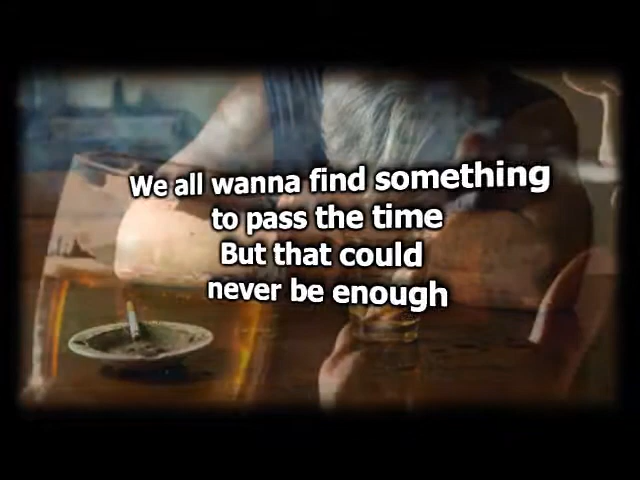 We all wanna find something
to pass the time
But that could
never be enough